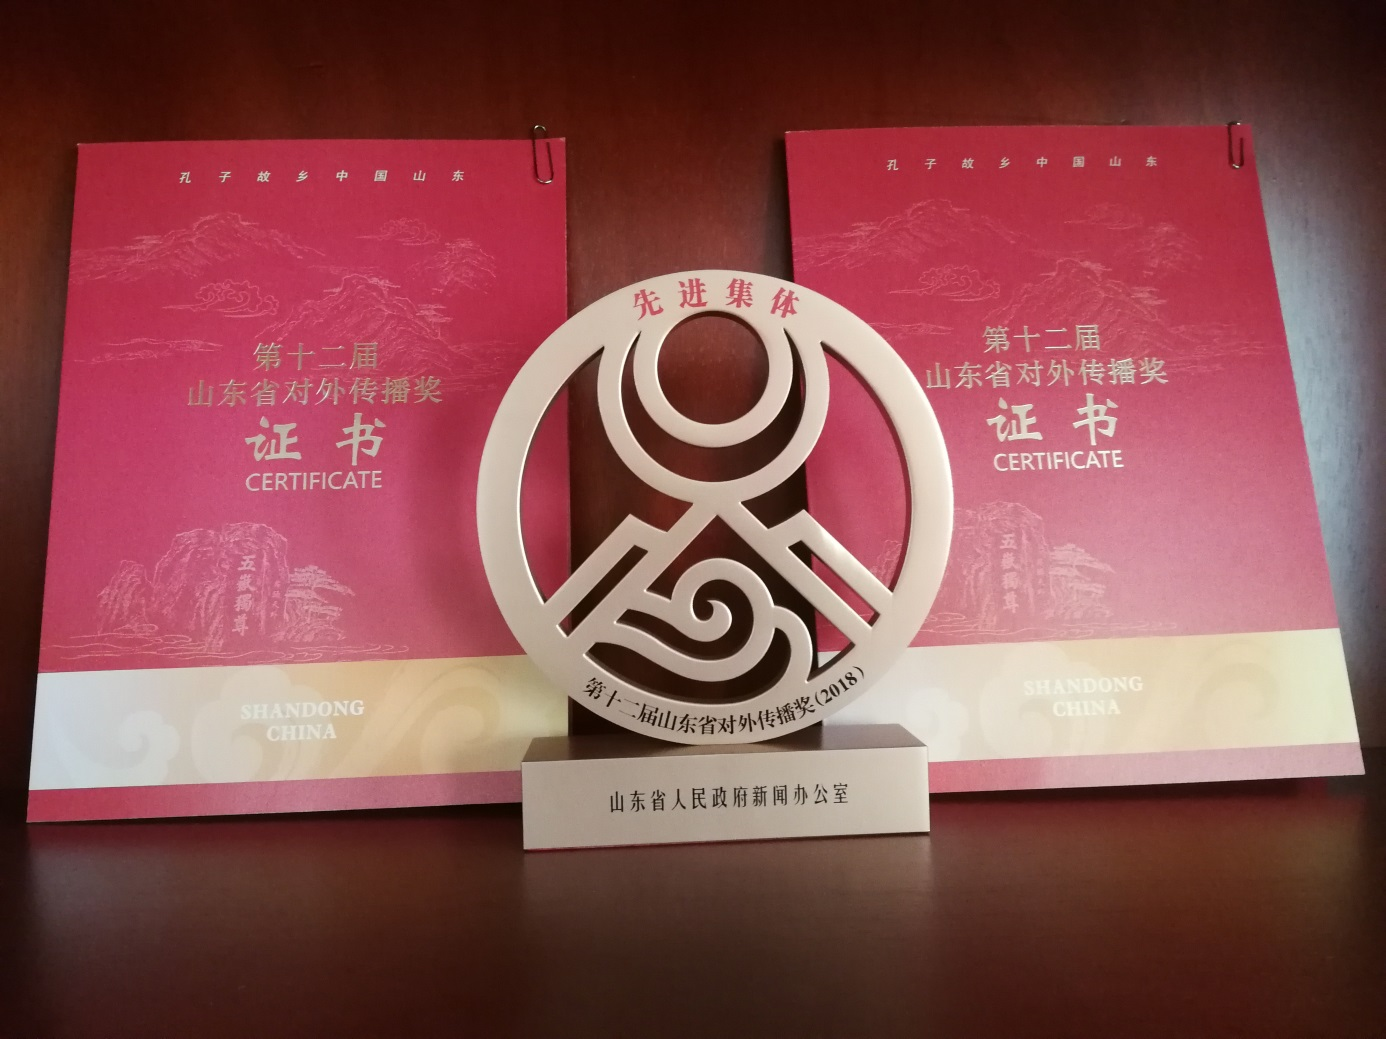 孔子故乡中国山东
第十二届
山东省对外传播奖
证书
CERTIFICATE
五嶽獨尊
SHANDONG
CHINA
先进集体
第十二届山东省对外传播奖(2018)
山东省人民政府新闻办公室
孔子故乡中国山东
第十二届
山东省对外传播奖
证书
CERTIFICATE
五嶽獨尊
SHANDONG
CHINA